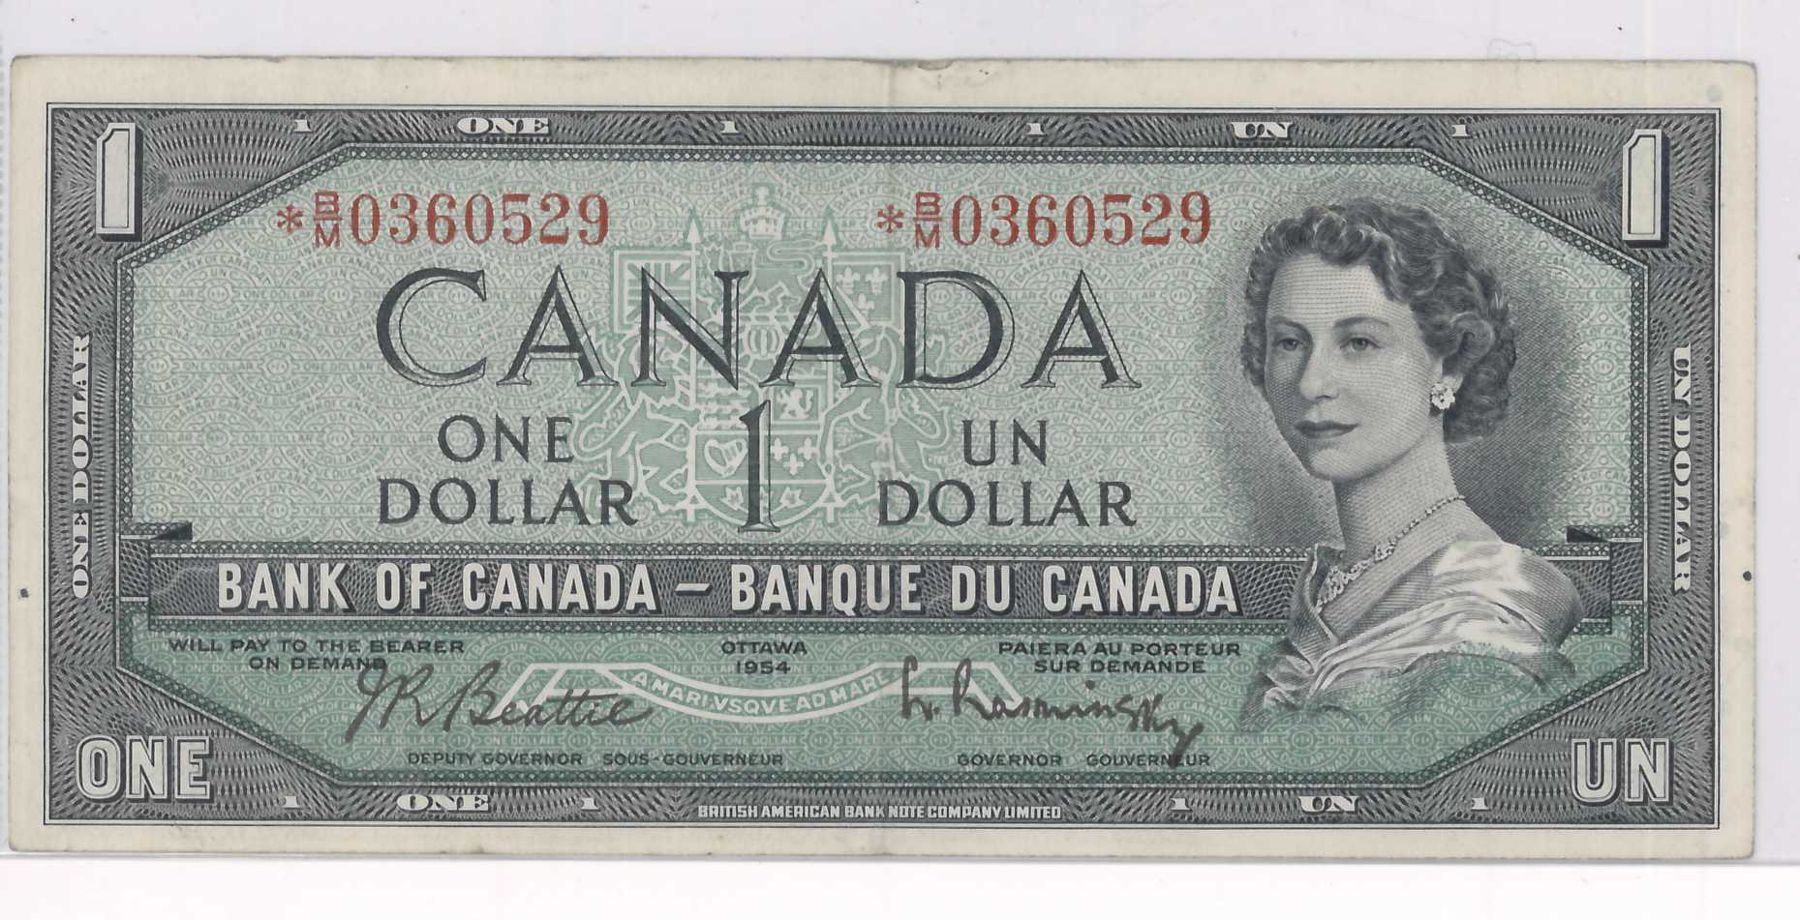 1 1 ONE 1 1 UN 1 1
*B/M0360529 *B/M0360529
CANADA
ONE 1 UN
DOLLAR DOLLAR
ONE DOLLAR
UN DOLLAR
BANK OF CANADA – BANQUE DU CANADA
WILL PAY TO THE BEARER OTTAWA PAIERA AU PORTEUR
ON DEMAND 1954 SUR DEMANDE
A MARI VSQVE AD MARE
J.R. Beattie L. Rasminsky
DEPUTY GOVERNOR SOUS-GOUVERNEUR GOVERNOR GOUVERNEUR
ONE UN
1 ONE 1 BRITISH AMERICAN BANK NOTE COMPANY LIMITED 1 UN 1